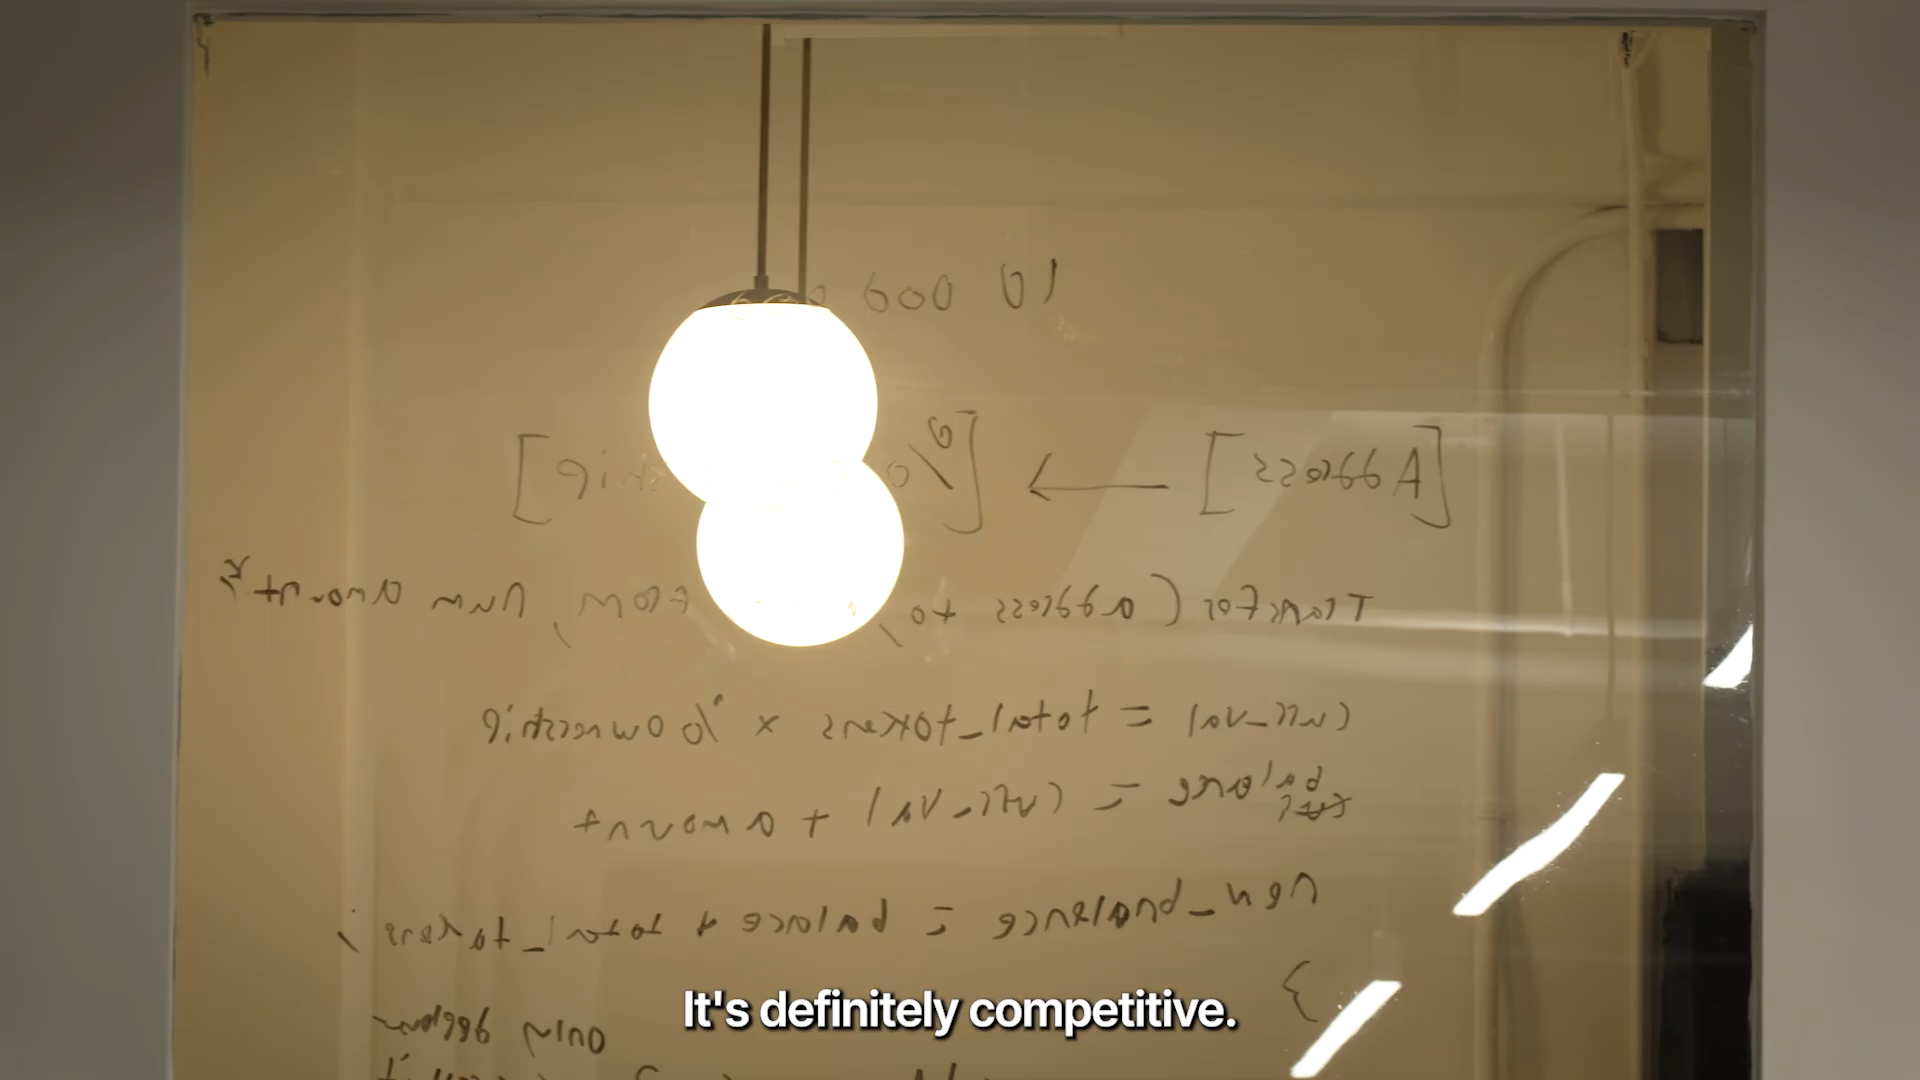 10 000
[Address] → [%o ship]
Transfer (address to, from, num amount
Curr_val = total_tokens x % ownership
balance = Curr_val + amount
new_balance = balance + total_tokens ;
}
only
It's definitely competitive.